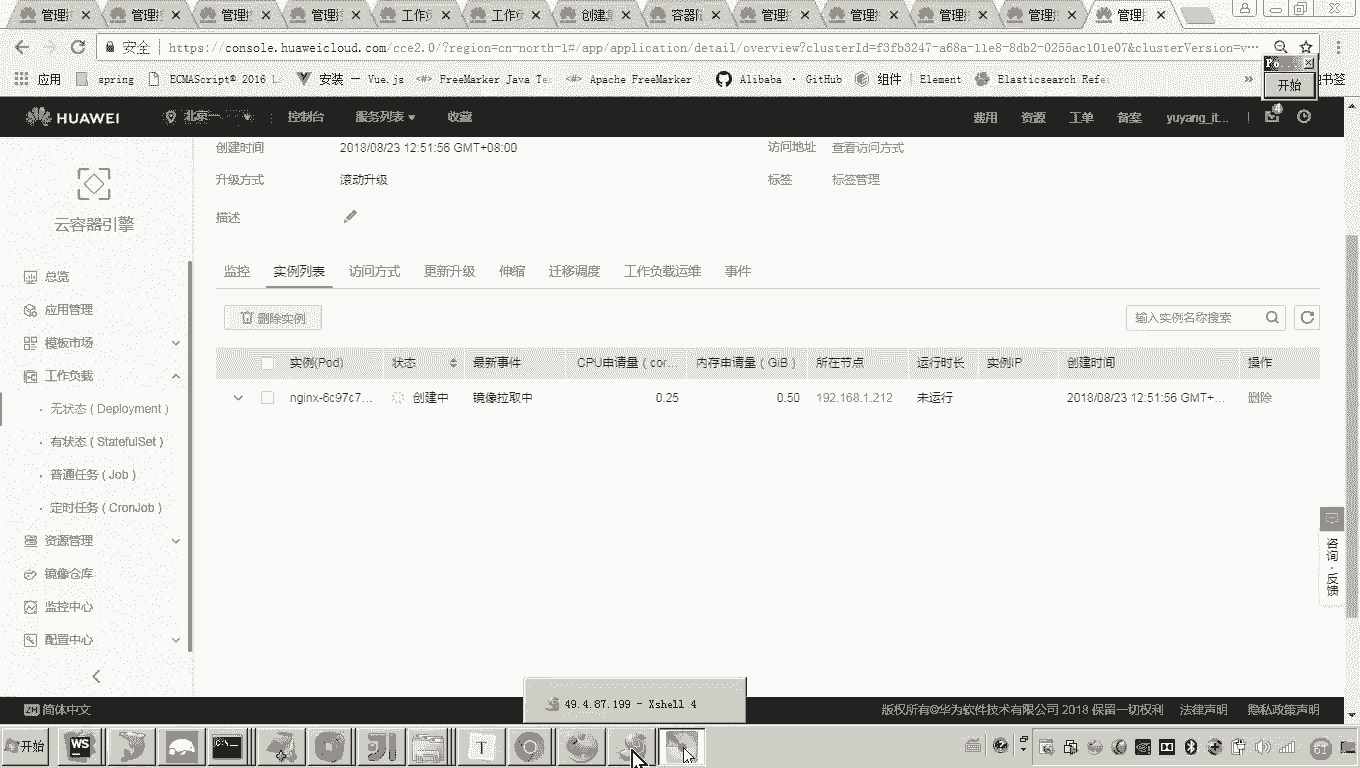 管理 管理 管理 管理 工作 工作 创建 容器 管理 管理 管理 管理 管理
安全 https://console.huaweicloud.com/cce2.0/?region=cn-north-1#/app/application/detail/overview?clusterId=f3fb3247-a68a-11e8-8db2-0255ac101e07&clusterVersion=v…
应用 spring ECMAScript® 2016 安装 — Vue.js FreeMarker Java Te Apache FreeMarker Alibaba · GitHub 组件 | Element Elasticsearch Refe » 书签
开始
HUAWEI 北京一 控制台 服务列表 收藏 费用 资源 工单 备案 yuyang_it... 4
创建时间 2018/08/23 12:51:56 GMT+08:00 访问地址 查看访问方式
升级方式 滚动升级 标签 标签管理
描述
云容器引擎
总览
应用管理
模板市场
工作负载
无状态 ( Deployment )
有状态 ( StatefulSet )
普通任务 ( Job )
定时任务 ( CronJob )
资源管理
镜像仓库
监控中心
配置中心
监控 实例列表 访问方式 更新升级 伸缩 迁移调度 工作负载运维 事件
删除实例 输入实例名称搜索
实例(Pod) 状态 最新事件 CPU申请量 ( cor... 内存申请量 ( GiB ) 所在节点 运行时长 实例IP 创建时间 操作
nginx-6c97c7... 创建中 镜像拉取中 0.25 0.50 192.168.1.212 未运行 2018/08/23 12:51:56 GMT+... 删除
咨询·反馈
49.4.87.199 - Xshell 4
简体中文 版权所有@华为软件技术有限公司 2018 保留一切权利 法律声明 隐私政策声明
开始 WS C:\ T